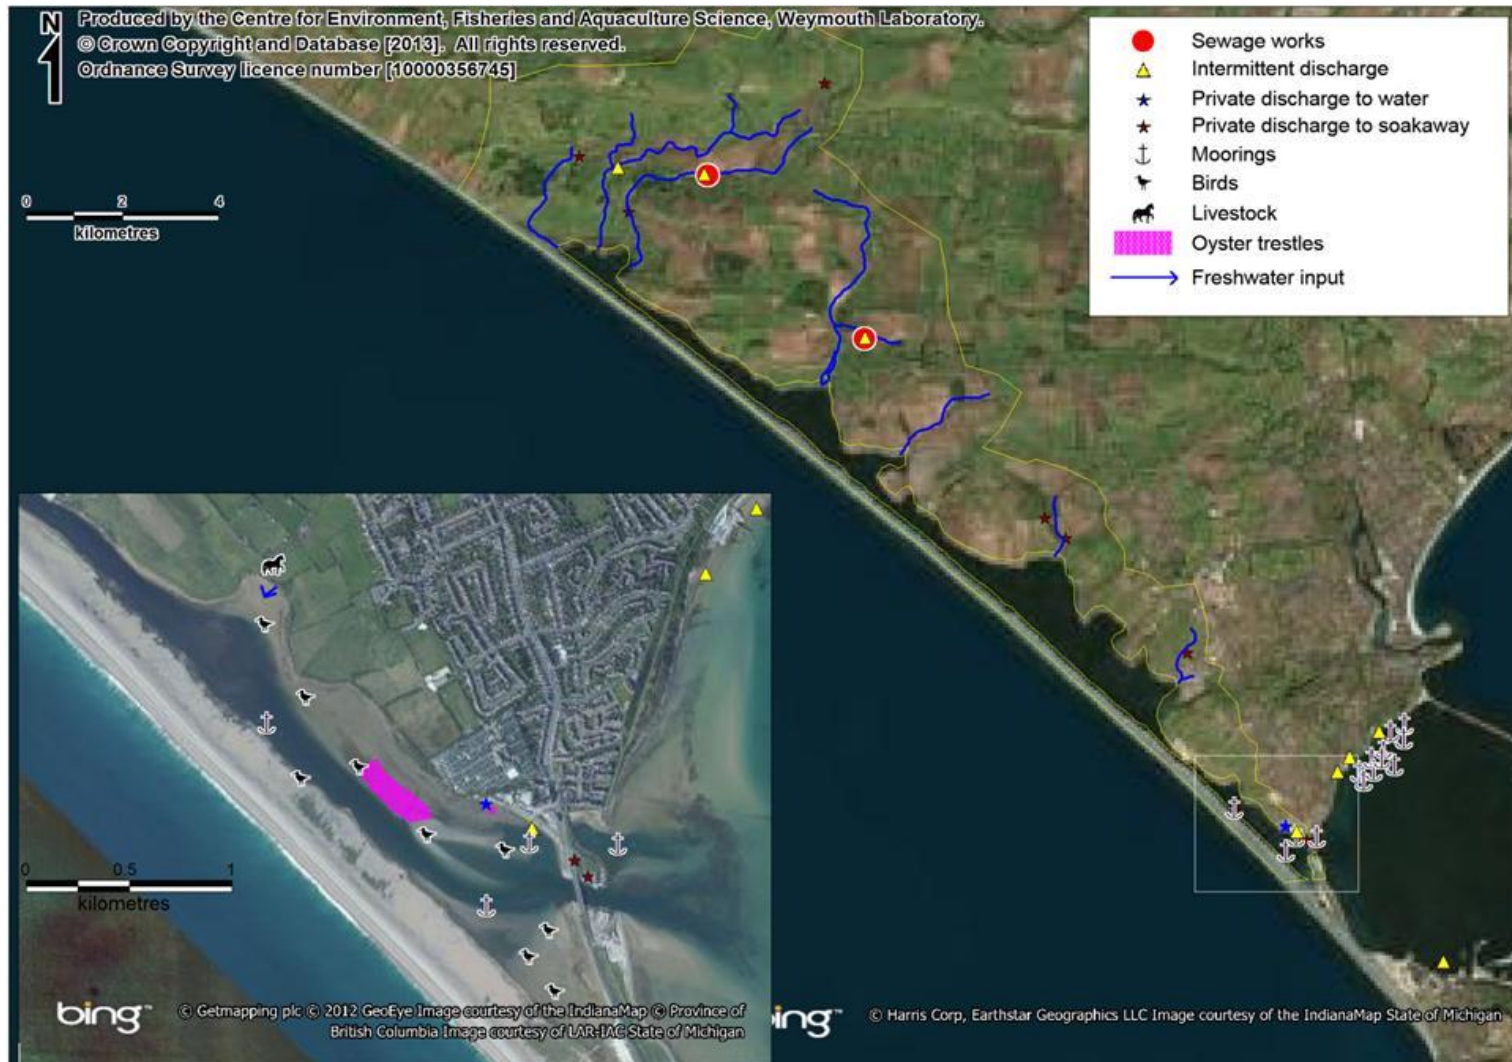 N
Produced by the Centre for Environment, Fisheries and Aquaculture Science, Weymouth Laboratory.
© Crown Copyright and Database [2013]. All rights reserved.
Ordnance Survey licence number [10000356745]
0 2 4
kilometres
Sewage works
Intermittent discharge
Private discharge to water
Private discharge to soakaway
Moorings
Birds
Livestock
Oyster trestles
Freshwater input
0 0.5 1
kilometres
bing™
© Getmapping plc © 2012 GeoEye Image courtesy of the IndianaMap © Province of
British Columbia Image courtesy of LAR-IAC State of Michigan
ing™
© Harris Corp, Earthstar Geographics LLC Image courtesy of the IndianaMap State of Michigan